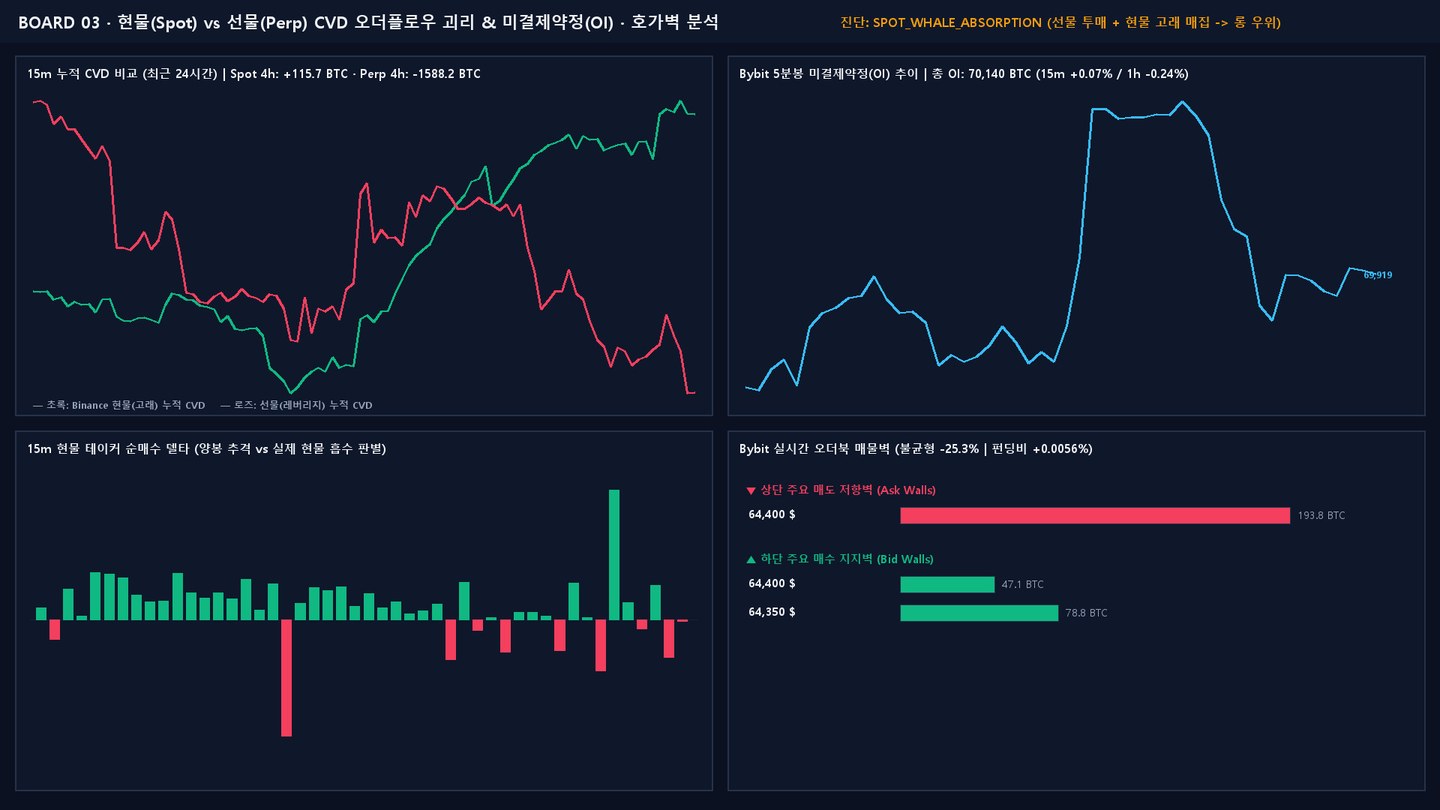 BOARD 03 · 현물(Spot) vs 선물(Perp) CVD 오더플로우 괴리 & 미결제약정(OI) · 호가벽 분석
진단: SPOT_WHALE_ABSORPTION (선물 투매 + 현물 고래 매집 -> 롱 우위)
15m 누적 CVD 비교 (최근 24시간) | Spot 4h: +115.7 BTC · Perp 4h: -1588.2 BTC
— 초록: Binance 현물(고래) 누적 CVD — 로즈: 선물(레버리지) 누적 CVD
Bybit 5분봉 미결제약정(OI) 추이 | 총 OI: 70,140 BTC (15m +0.07% / 1h -0.24%)
69,919
15m 현물 테이커 순매수 델타 (양봉 추격 vs 실제 현물 흡수 판별)
Bybit 실시간 오더북 매물벽 (불균형 -25.3% | 펀딩비 +0.0056%)
▼ 상단 주요 매도 저항벽 (Ask Walls)
64,400 $ 193.8 BTC
▲ 하단 주요 매수 지지벽 (Bid Walls)
64,400 $ 47.1 BTC
64,350 $ 78.8 BTC